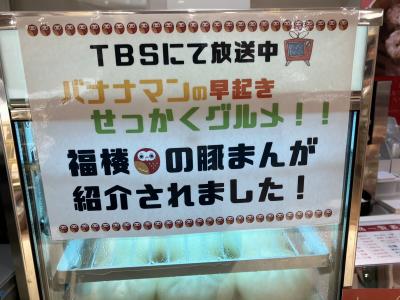 TBSにて放送中
バナナマンの早起き
せっかくグルメ！！
福楼の豚まんが
紹介されました！